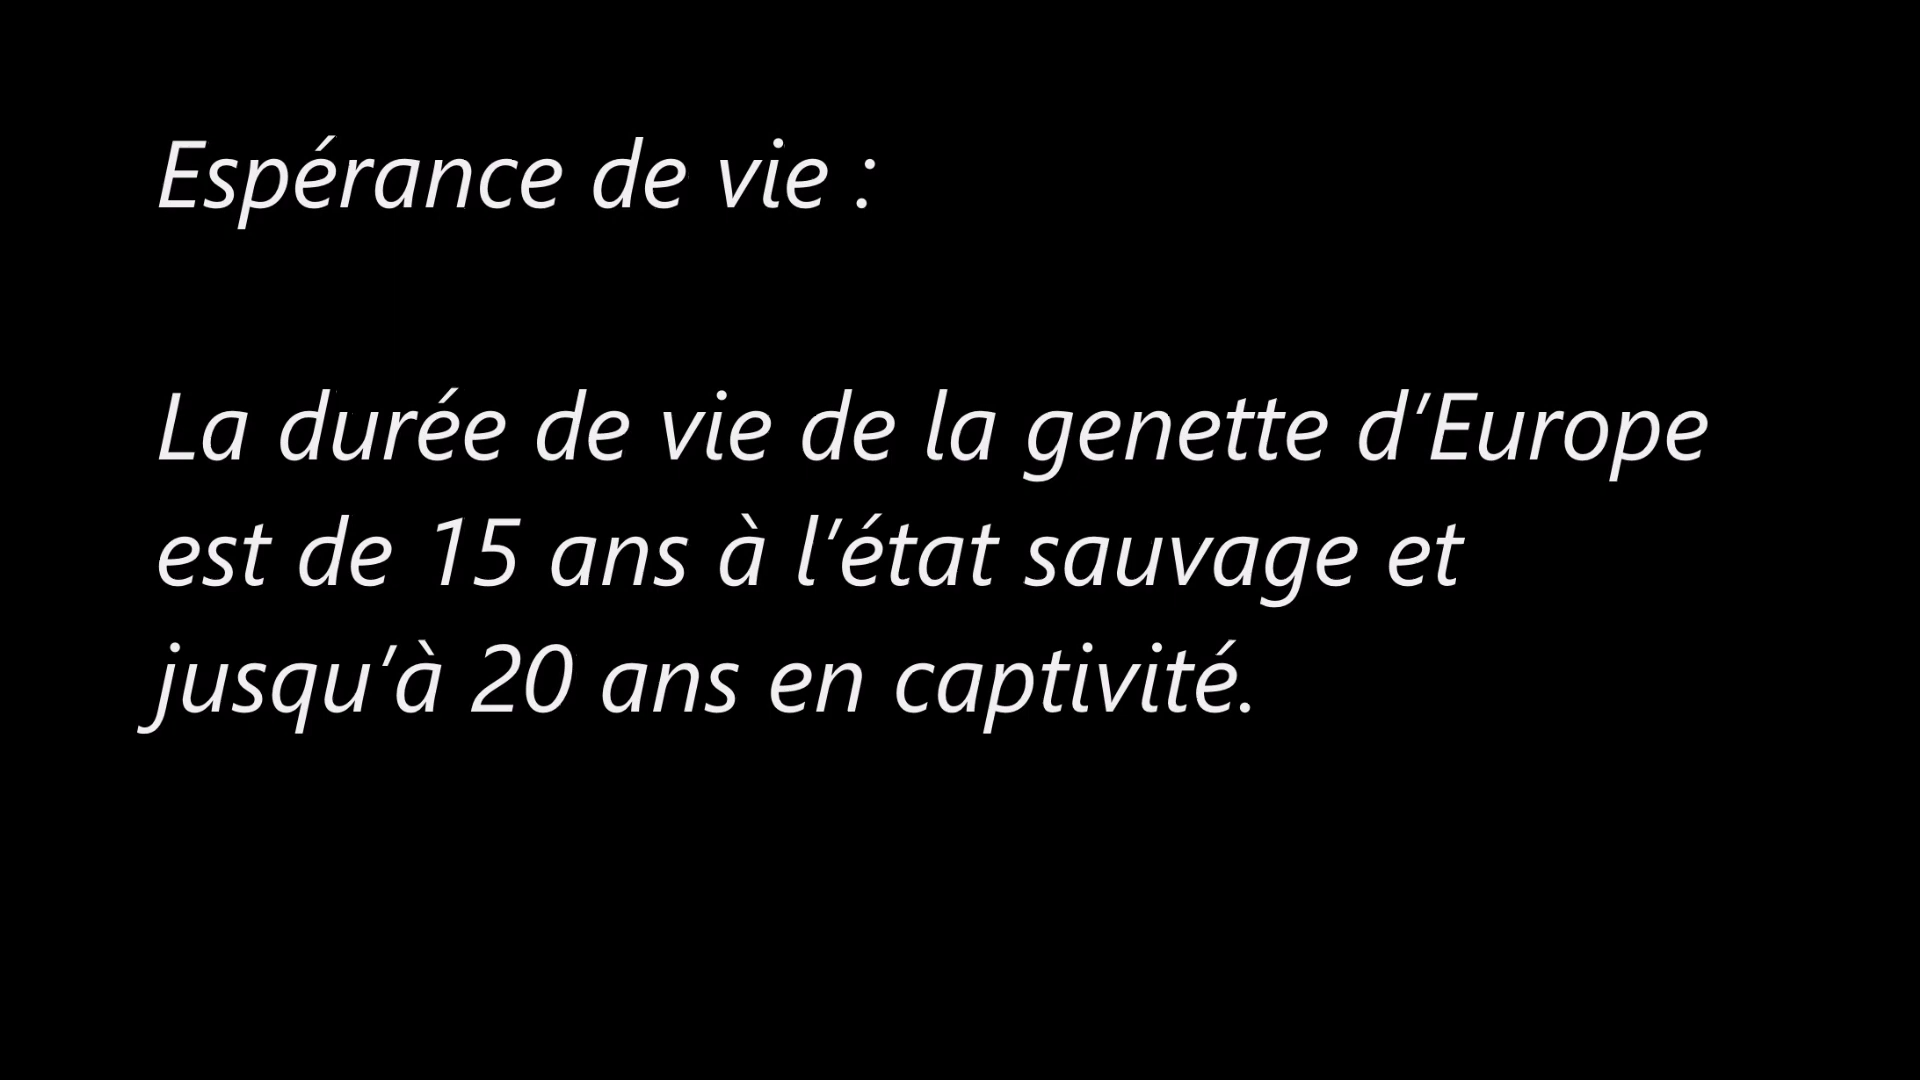 Espérance de vie :
La durée de vie de la genette d’Europe
est de 15 ans à l’état sauvage et
jusqu’à 20 ans en captivité.